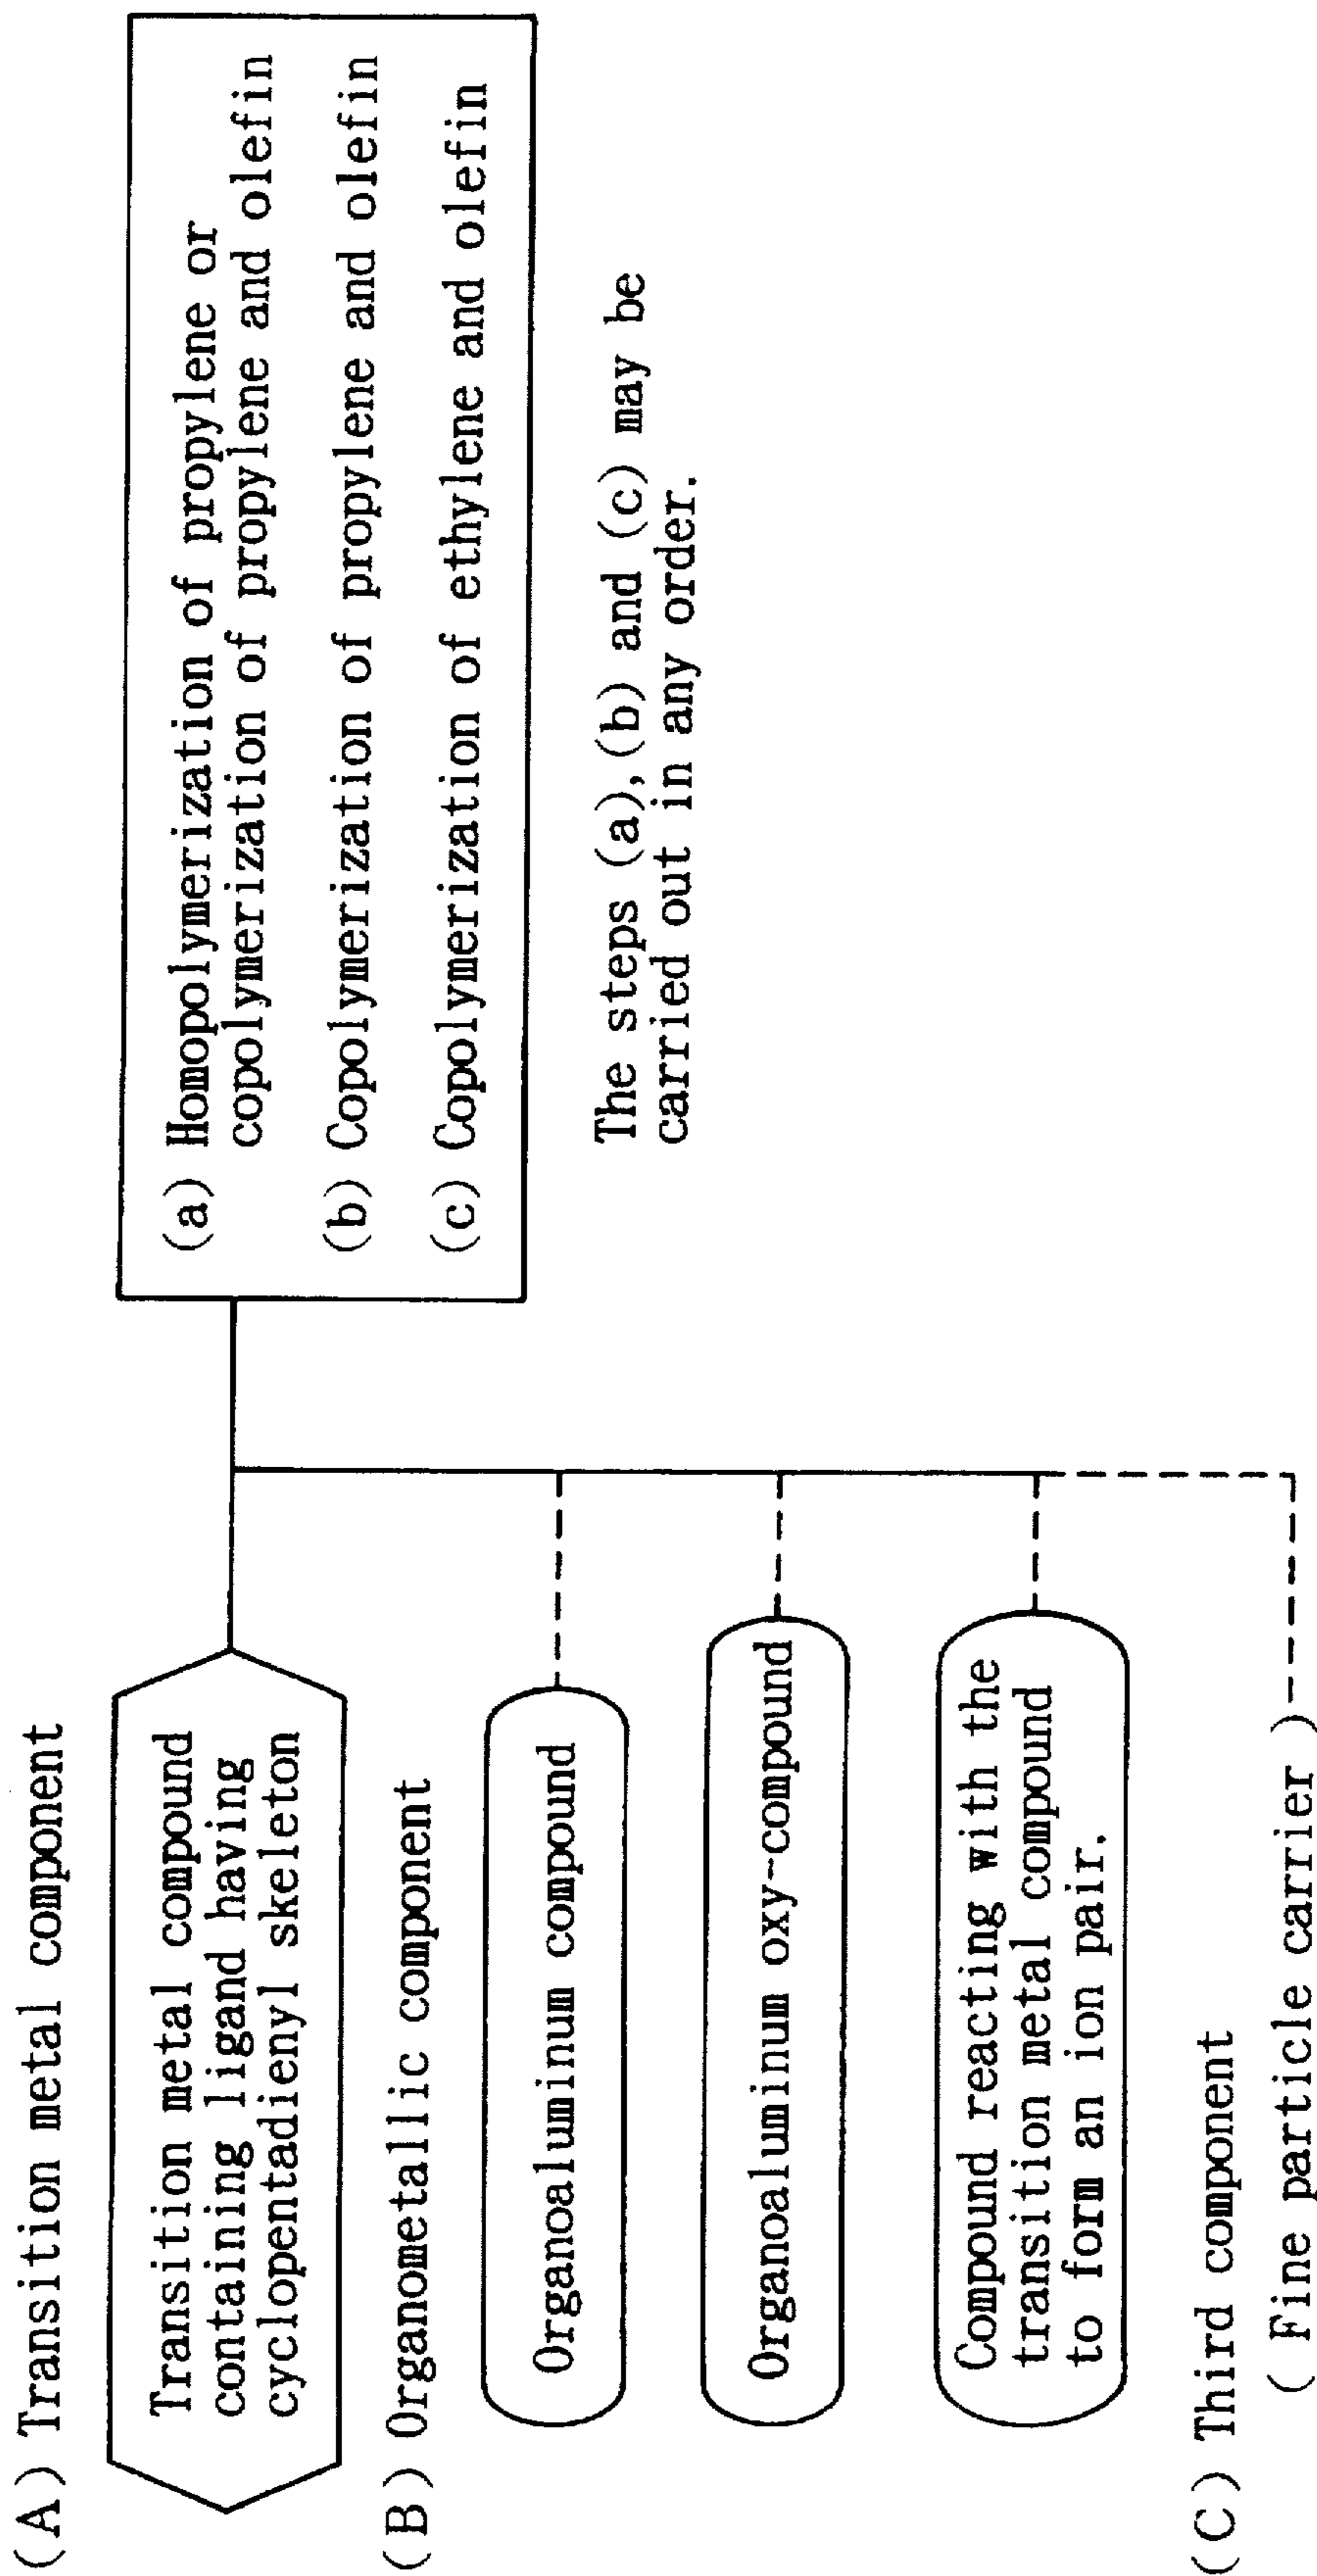 (A) Transition metal component
Transition metal compound
containing ligand having
cyclopentadienyl skeleton
(B) Organometallic component
Organoaluminum compound
Organoaluminum oxy-compound
Compound reacting with the
transition metal compound
to form an ion pair.
(C) Third component
( Fine particle carrier )
(a) Homopolymerization of propylene or
copolymerization of propylene and olefin
(b) Copolymerization of propylene and olefin
(c) Copolymerization of ethylene and olefin
The steps (a),(b) and (c) may be
carried out in any order.